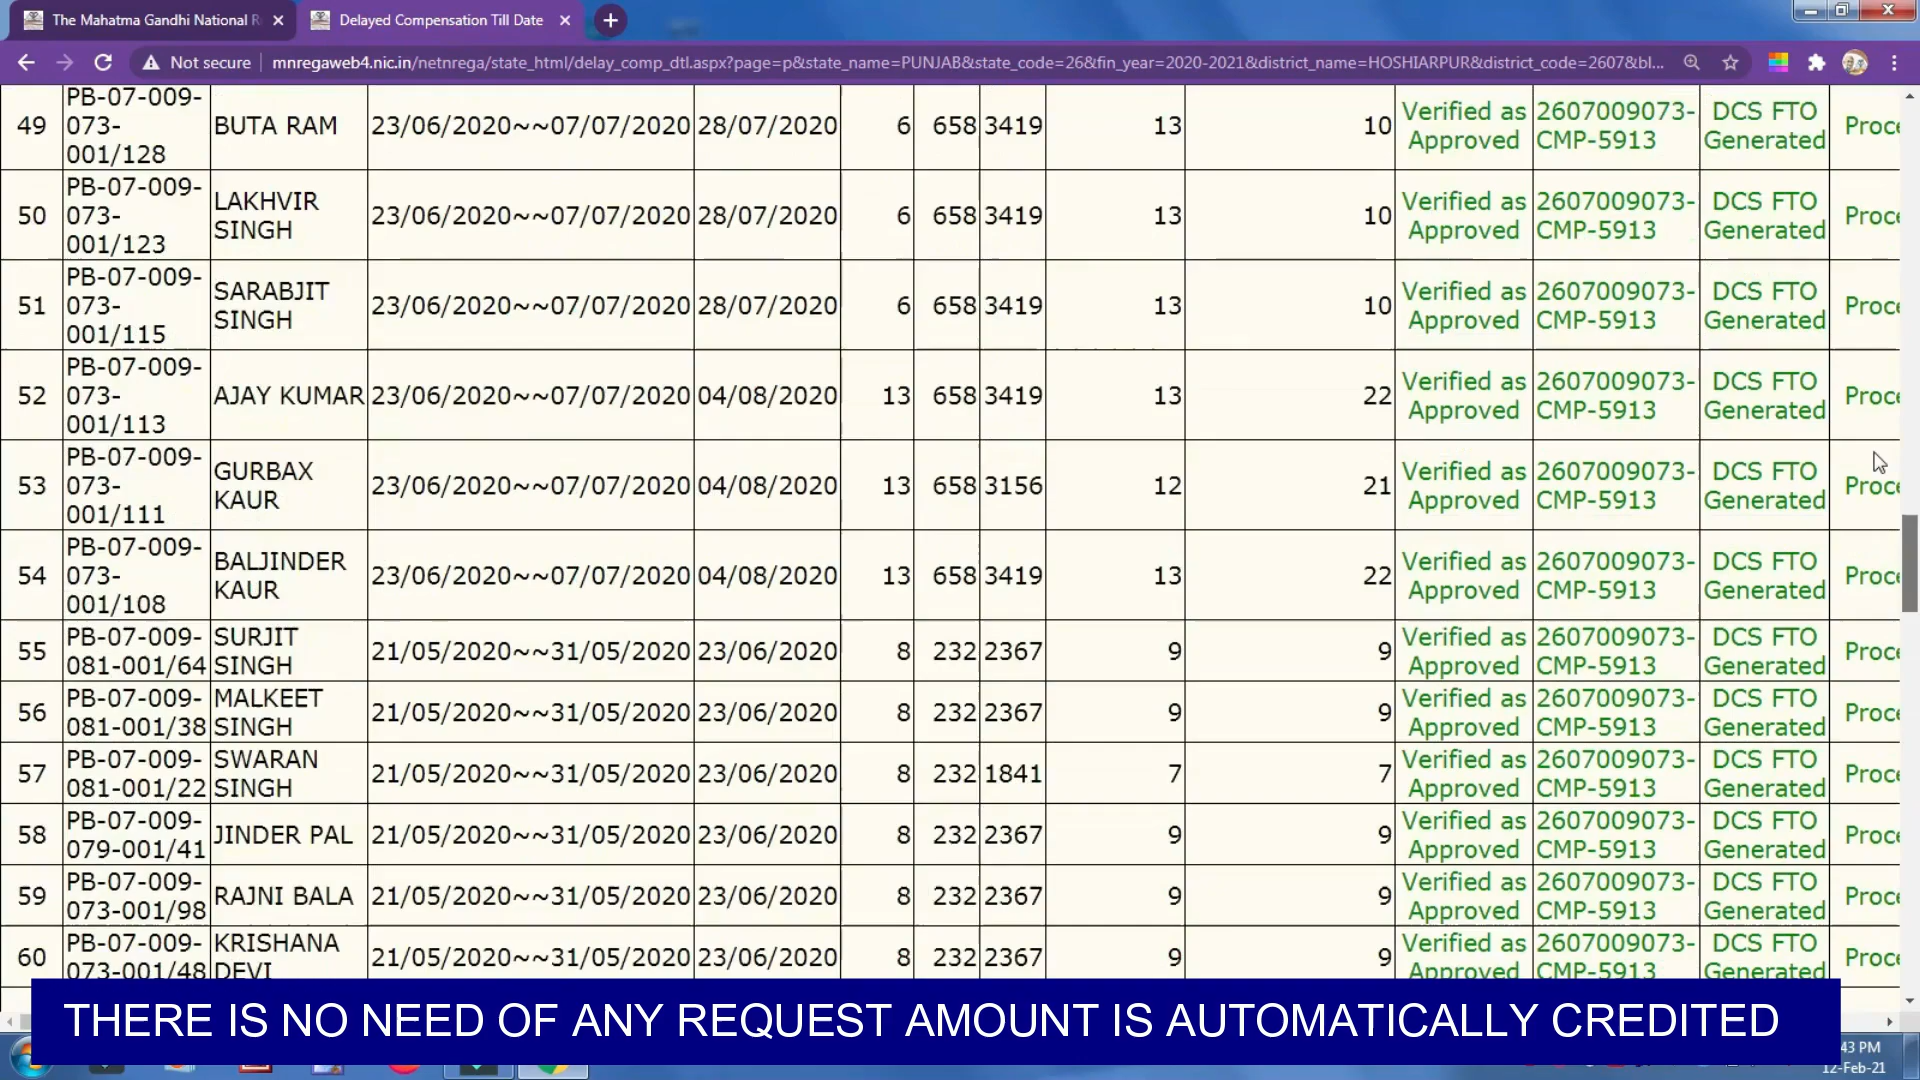 The Mahatma Gandhi National R
Delayed Compensation Till Date
Not secure
mnregaweb4.nic.in/netnrega/state_html/delay_comp_dtl.aspx?page=p&state_name=PUNJAB&state_code=26&fin_year=2020-2021&district_name=HOSHIARPUR&district_code=2607&bl...
49 PB-07-009-073-001/128 BUTA RAM 23/06/2020~~07/07/2020 28/07/2020 6 658 3419 13 10 Verified as Approved 2607009073-CMP-5913 DCS FTO Generated Proce
50 PB-07-009-073-001/123 LAKHVIR SINGH 23/06/2020~~07/07/2020 28/07/2020 6 658 3419 13 10 Verified as Approved 2607009073-CMP-5913 DCS FTO Generated Proce
51 PB-07-009-073-001/115 SARABJIT SINGH 23/06/2020~~07/07/2020 28/07/2020 6 658 3419 13 10 Verified as Approved 2607009073-CMP-5913 DCS FTO Generated Proce
52 PB-07-009-073-001/113 AJAY KUMAR 23/06/2020~~07/07/2020 04/08/2020 13 658 3419 13 22 Verified as Approved 2607009073-CMP-5913 DCS FTO Generated Proce
53 PB-07-009-073-001/111 GURBAX KAUR 23/06/2020~~07/07/2020 04/08/2020 13 658 3156 12 21 Verified as Approved 2607009073-CMP-5913 DCS FTO Generated Proce
54 PB-07-009-073-001/108 BALJINDER KAUR 23/06/2020~~07/07/2020 04/08/2020 13 658 3419 13 22 Verified as Approved 2607009073-CMP-5913 DCS FTO Generated Proce
55 PB-07-009-081-001/64 SURJIT SINGH 21/05/2020~~31/05/2020 23/06/2020 8 232 2367 9 9 Verified as Approved 2607009073-CMP-5913 DCS FTO Generated Proce
56 PB-07-009-081-001/38 MALKEET SINGH 21/05/2020~~31/05/2020 23/06/2020 8 232 2367 9 9 Verified as Approved 2607009073-CMP-5913 DCS FTO Generated Proce
57 PB-07-009-081-001/22 SWARAN SINGH 21/05/2020~~31/05/2020 23/06/2020 8 232 1841 7 7 Verified as Approved 2607009073-CMP-5913 DCS FTO Generated Proce
58 PB-07-009-079-001/41 JINDER PAL 21/05/2020~~31/05/2020 23/06/2020 8 232 2367 9 9 Verified as Approved 2607009073-CMP-5913 DCS FTO Generated Proce
59 PB-07-009-073-001/98 RAJNI BALA 21/05/2020~~31/05/2020 23/06/2020 8 232 2367 9 9 Verified as Approved 2607009073-CMP-5913 DCS FTO Generated Proce
60 PB-07-009-073-001/48 KRISHANA DEVI 21/05/2020~~31/05/2020 23/06/2020 8 232 2367 9 9 Verified as Approved 2607009073-CMP-5913 DCS FTO Generated Proce
THERE IS NO NEED OF ANY REQUEST AMOUNT IS AUTOMATICALLY CREDITED
43 PM
12-Feb-21